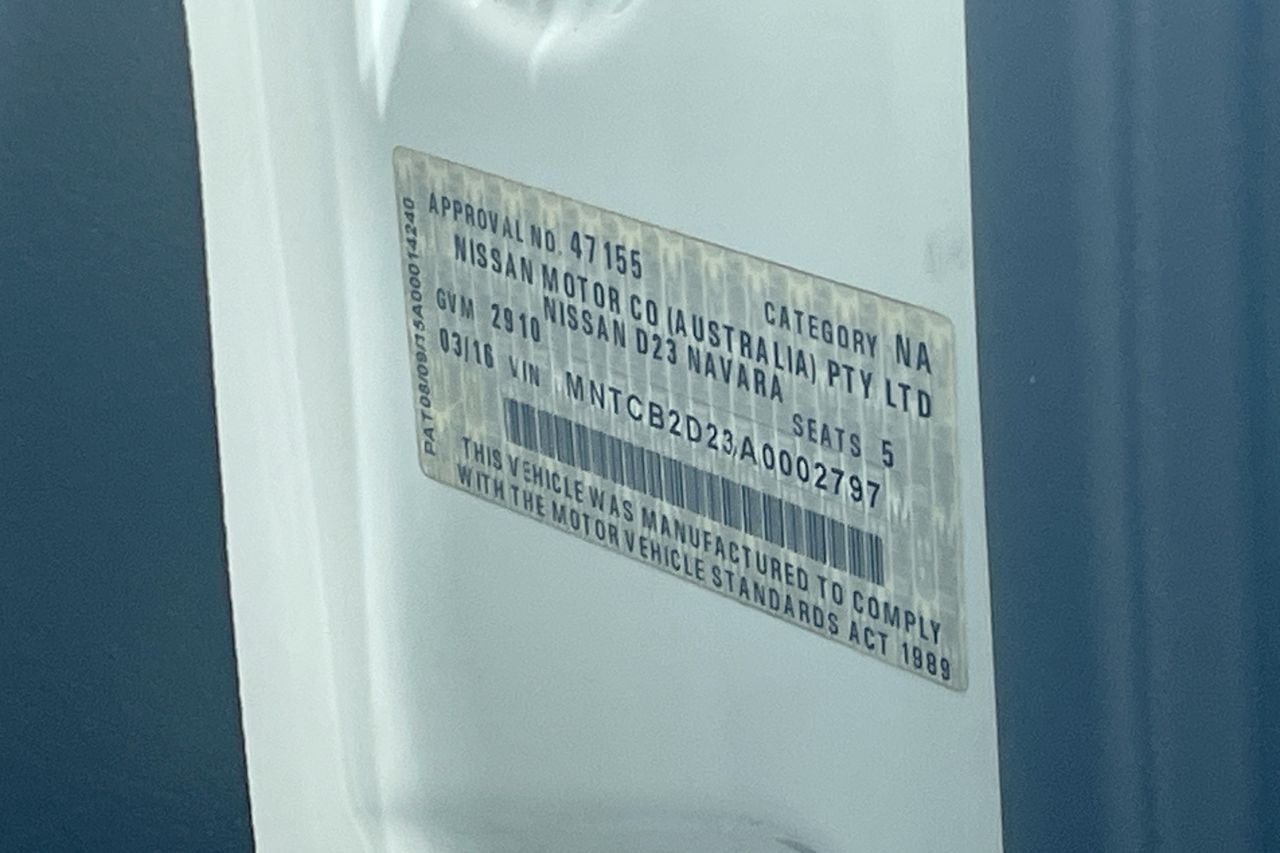 APPROVAL NO. 47155 CATEGORY NA
NISSAN MOTOR CO (AUSTRALIA) PTY LTD
NISSAN D23 NAVARA
GVM 2910 SEATS 5
03/16 VIN MNTCB2D23A0002797
THIS VEHICLE WAS MANUFACTURED TO COMPLY
WITH THE MOTOR VEHICLE STANDARDS ACT 1989
PAT08/09/15A00014240